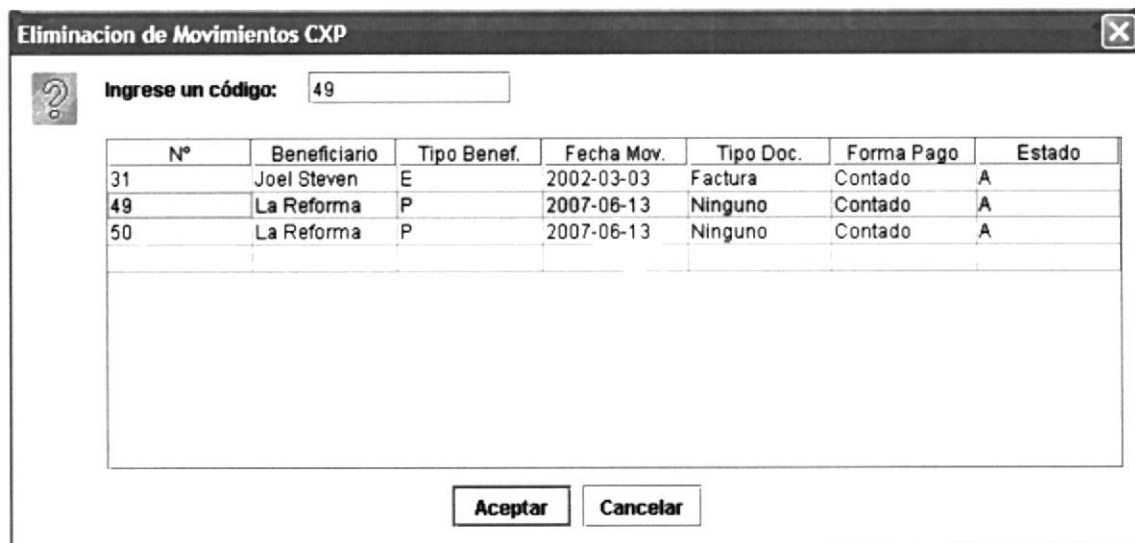 Eliminacion de Movimientos CXP
Ingrese un código: 49
Nº Beneficiario Tipo Benef. Fecha Mov. Tipo Doc. Forma Pago Estado
31 Joel Steven E 2002-03-03 Factura Contado A
49 La Reforma P 2007-06-13 Ninguno Contado A
50 La Reforma P 2007-06-13 Ninguno Contado A
Aceptar Cancelar